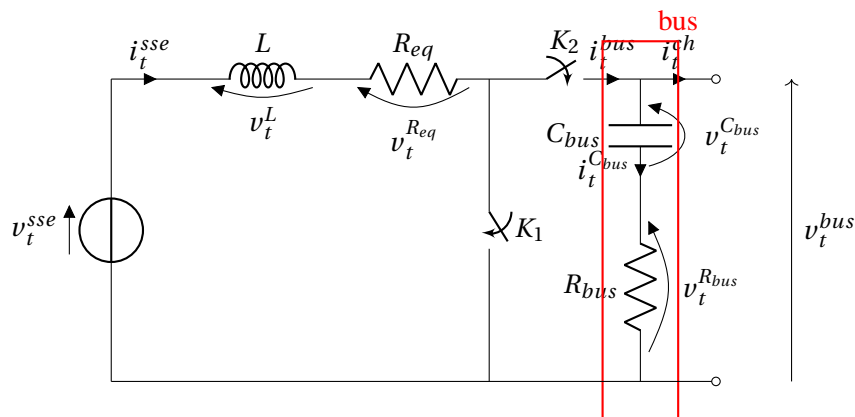 bus
i_t^{sse}
L
R_{eq}
K_2
i_t^{bus}
i_t^{ch}
v_t^L
v_t^{R_{eq}}
C_{bus}
v_t^{C_{bus}}
i_t^{C_{bus}}
v_t^{sse}
K_1
v_t^{bus}
R_{bus}
v_t^{R_{bus}}